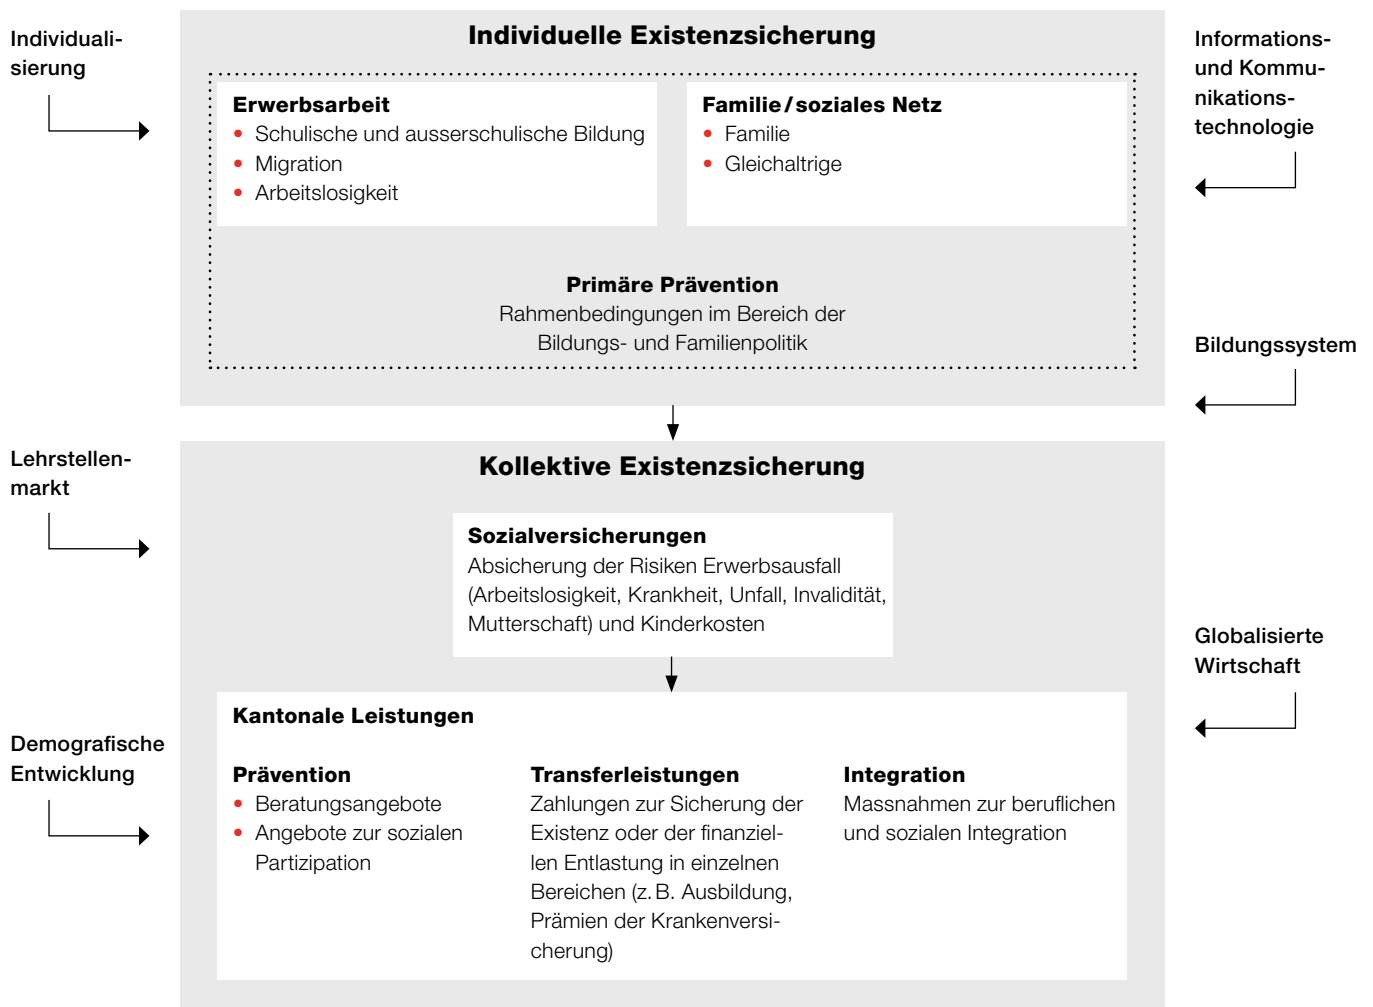 Individuali-
sierung
Individuelle Existenzsicherung
Informations-
und Kommu-
nikations-
technologie
Erwerbsarbeit
• Schulische und ausserschulische Bildung
• Migration
• Arbeitslosigkeit
Familie/soziales Netz
• Familie
• Gleichaltrige
Primäre Prävention
Rahmenbedingungen im Bereich der
Bildungs- und Familienpolitik
Bildungssystem
Lehrstellen-
markt
Kollektive Existenzsicherung
Sozialversicherungen
Absicherung der Risiken Erwerbsausfall
(Arbeitslosigkeit, Krankheit, Unfall, Invalidität,
Mutterschaft) und Kinderkosten
Globalisierte
Wirtschaft
Demografische
Entwicklung
Kantonale Leistungen
Prävention
• Beratungsangebote
• Angebote zur sozialen
Partizipation
Transferleistungen
Zahlungen zur Sicherung der
Existenz oder der finanziel-
len Entlastung in einzelnen
Bereichen (z. B. Ausbildung,
Prämien der Krankenversi-
cherung)
Integration
Massnahmen zur beruflichen
und sozialen Integration